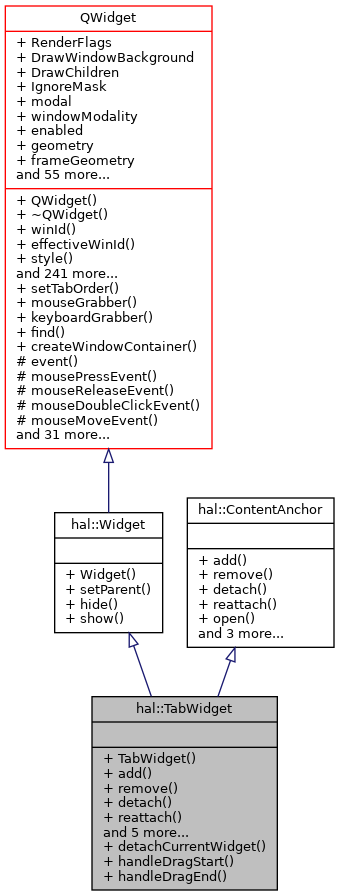 QWidget
+ RenderFlags
+ DrawWindowBackground
+ DrawChildren
+ IgnoreMask
+ modal
+ windowModality
+ enabled
+ geometry
+ frameGeometry
and 55 more...
+ QWidget()
+ ~QWidget()
+ winId()
+ effectiveWinId()
+ style()
and 241 more...
+ setTabOrder()
+ mouseGrabber()
+ keyboardGrabber()
+ find()
+ createWindowContainer()
# event()
# mousePressEvent()
# mouseReleaseEvent()
# mouseDoubleClickEvent()
# mouseMoveEvent()
and 31 more...
hal::Widget
+ Widget()
+ setParent()
+ hide()
+ show()
hal::ContentAnchor
+ add()
+ remove()
+ detach()
+ reattach()
+ open()
and 3 more...
hal::TabWidget
+ TabWidget()
+ add()
+ remove()
+ detach()
+ reattach()
and 5 more...
+ detachCurrentWidget()
+ handleDragStart()
+ handleDragEnd()